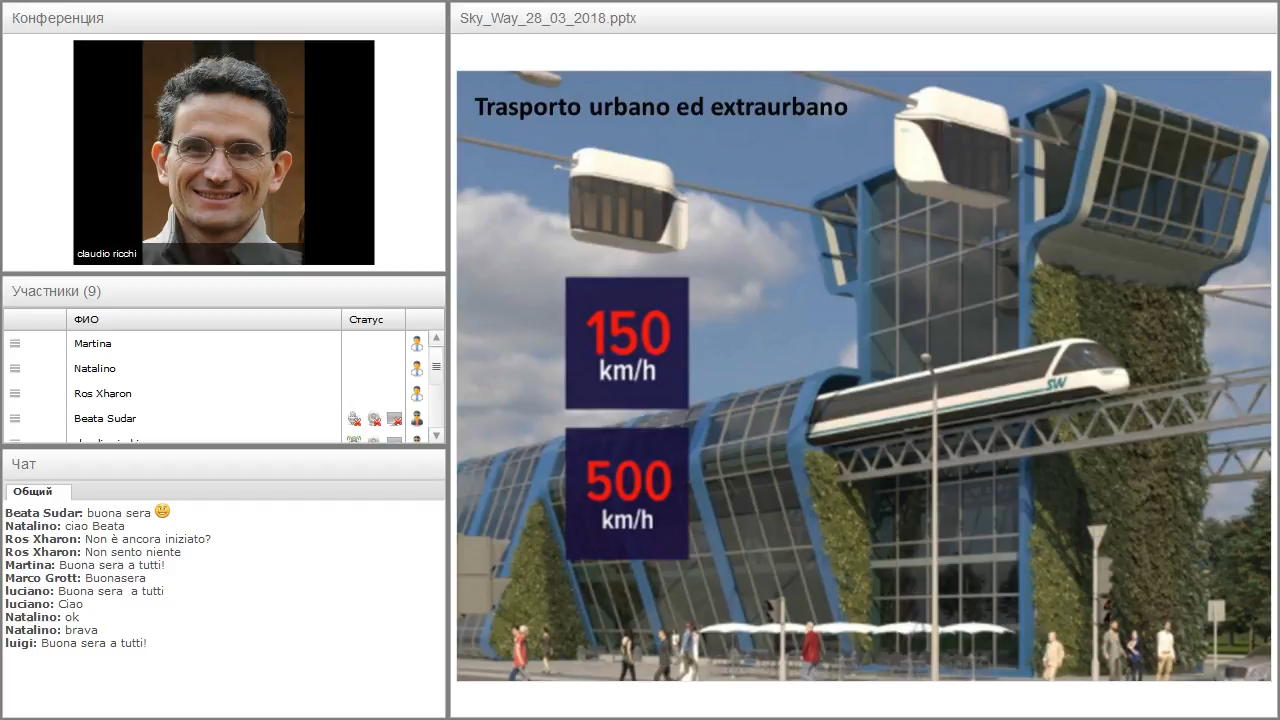 Конференция
claudio ricchi
Участники (9)
ФИО
Статус
Martina
Natalino
Ros Xharon
Beata Sudar
Чат
Общий
Beata Sudar: buona sera
Natalino: ciao Beata
Ros Xharon: Non è ancora iniziato?
Ros Xharon: Non sento niente
Martina: Buona sera a tutti!
Marco Grott: Buonasera
luciano: Buona sera  a tutti
luciano: Ciao
Natalino: ok
Natalino: brava
luigi: Buona sera a tutti!
Sky_Way_28_03_2018.pptx
Trasporto urbano ed extraurbano
150
km/h
SW
500
km/h